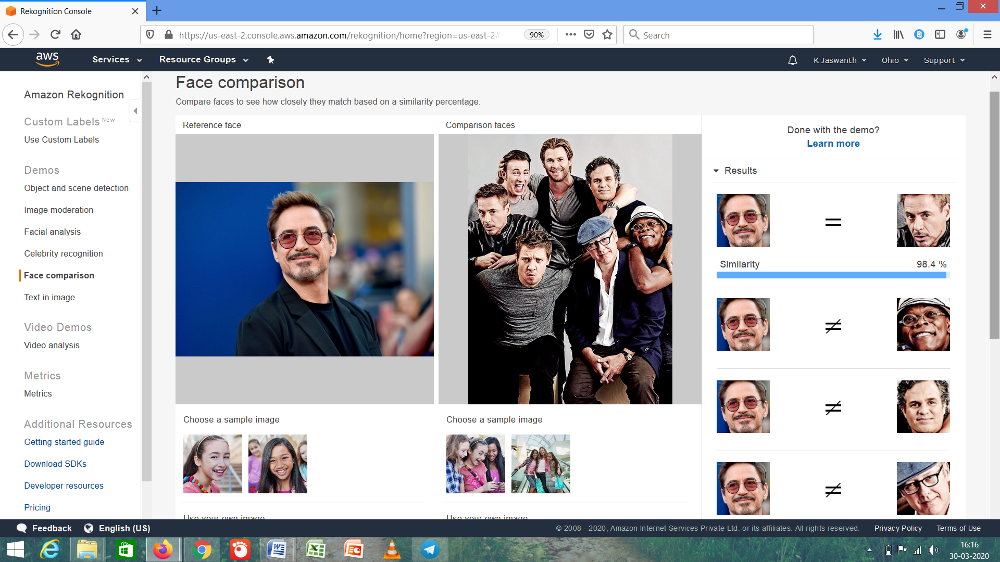 Rekognition Console
https://us-east-2.console.aws.amazon.com/rekognition/home?region=us-east-2#
90%
Search
aws
Services
Resource Groups
K Jaswanth
Ohio
Support
Amazon Rekognition
Custom Labels New
Use Custom Labels
Demos
Object and scene detection
Image moderation
Facial analysis
Celebrity recognition
Face comparison
Text in image
Video Demos
Video analysis
Metrics
Metrics
Additional Resources
Getting started guide
Download SDKs
Developer resources
Pricing
Face comparison
Compare faces to see how closely they match based on a similarity percentage.
Reference face
Choose a sample image
Use your own image
Comparison faces
Choose a sample image
Use your own image
Done with the demo?
Learn more
Results
=
Similarity 98.4 %
≠
≠
≠
Feedback
English (US)
© 2008 - 2020, Amazon Internet Services Private Ltd. or its affiliates. All rights reserved.
Privacy Policy
Terms of Use
16:16
30-03-2020